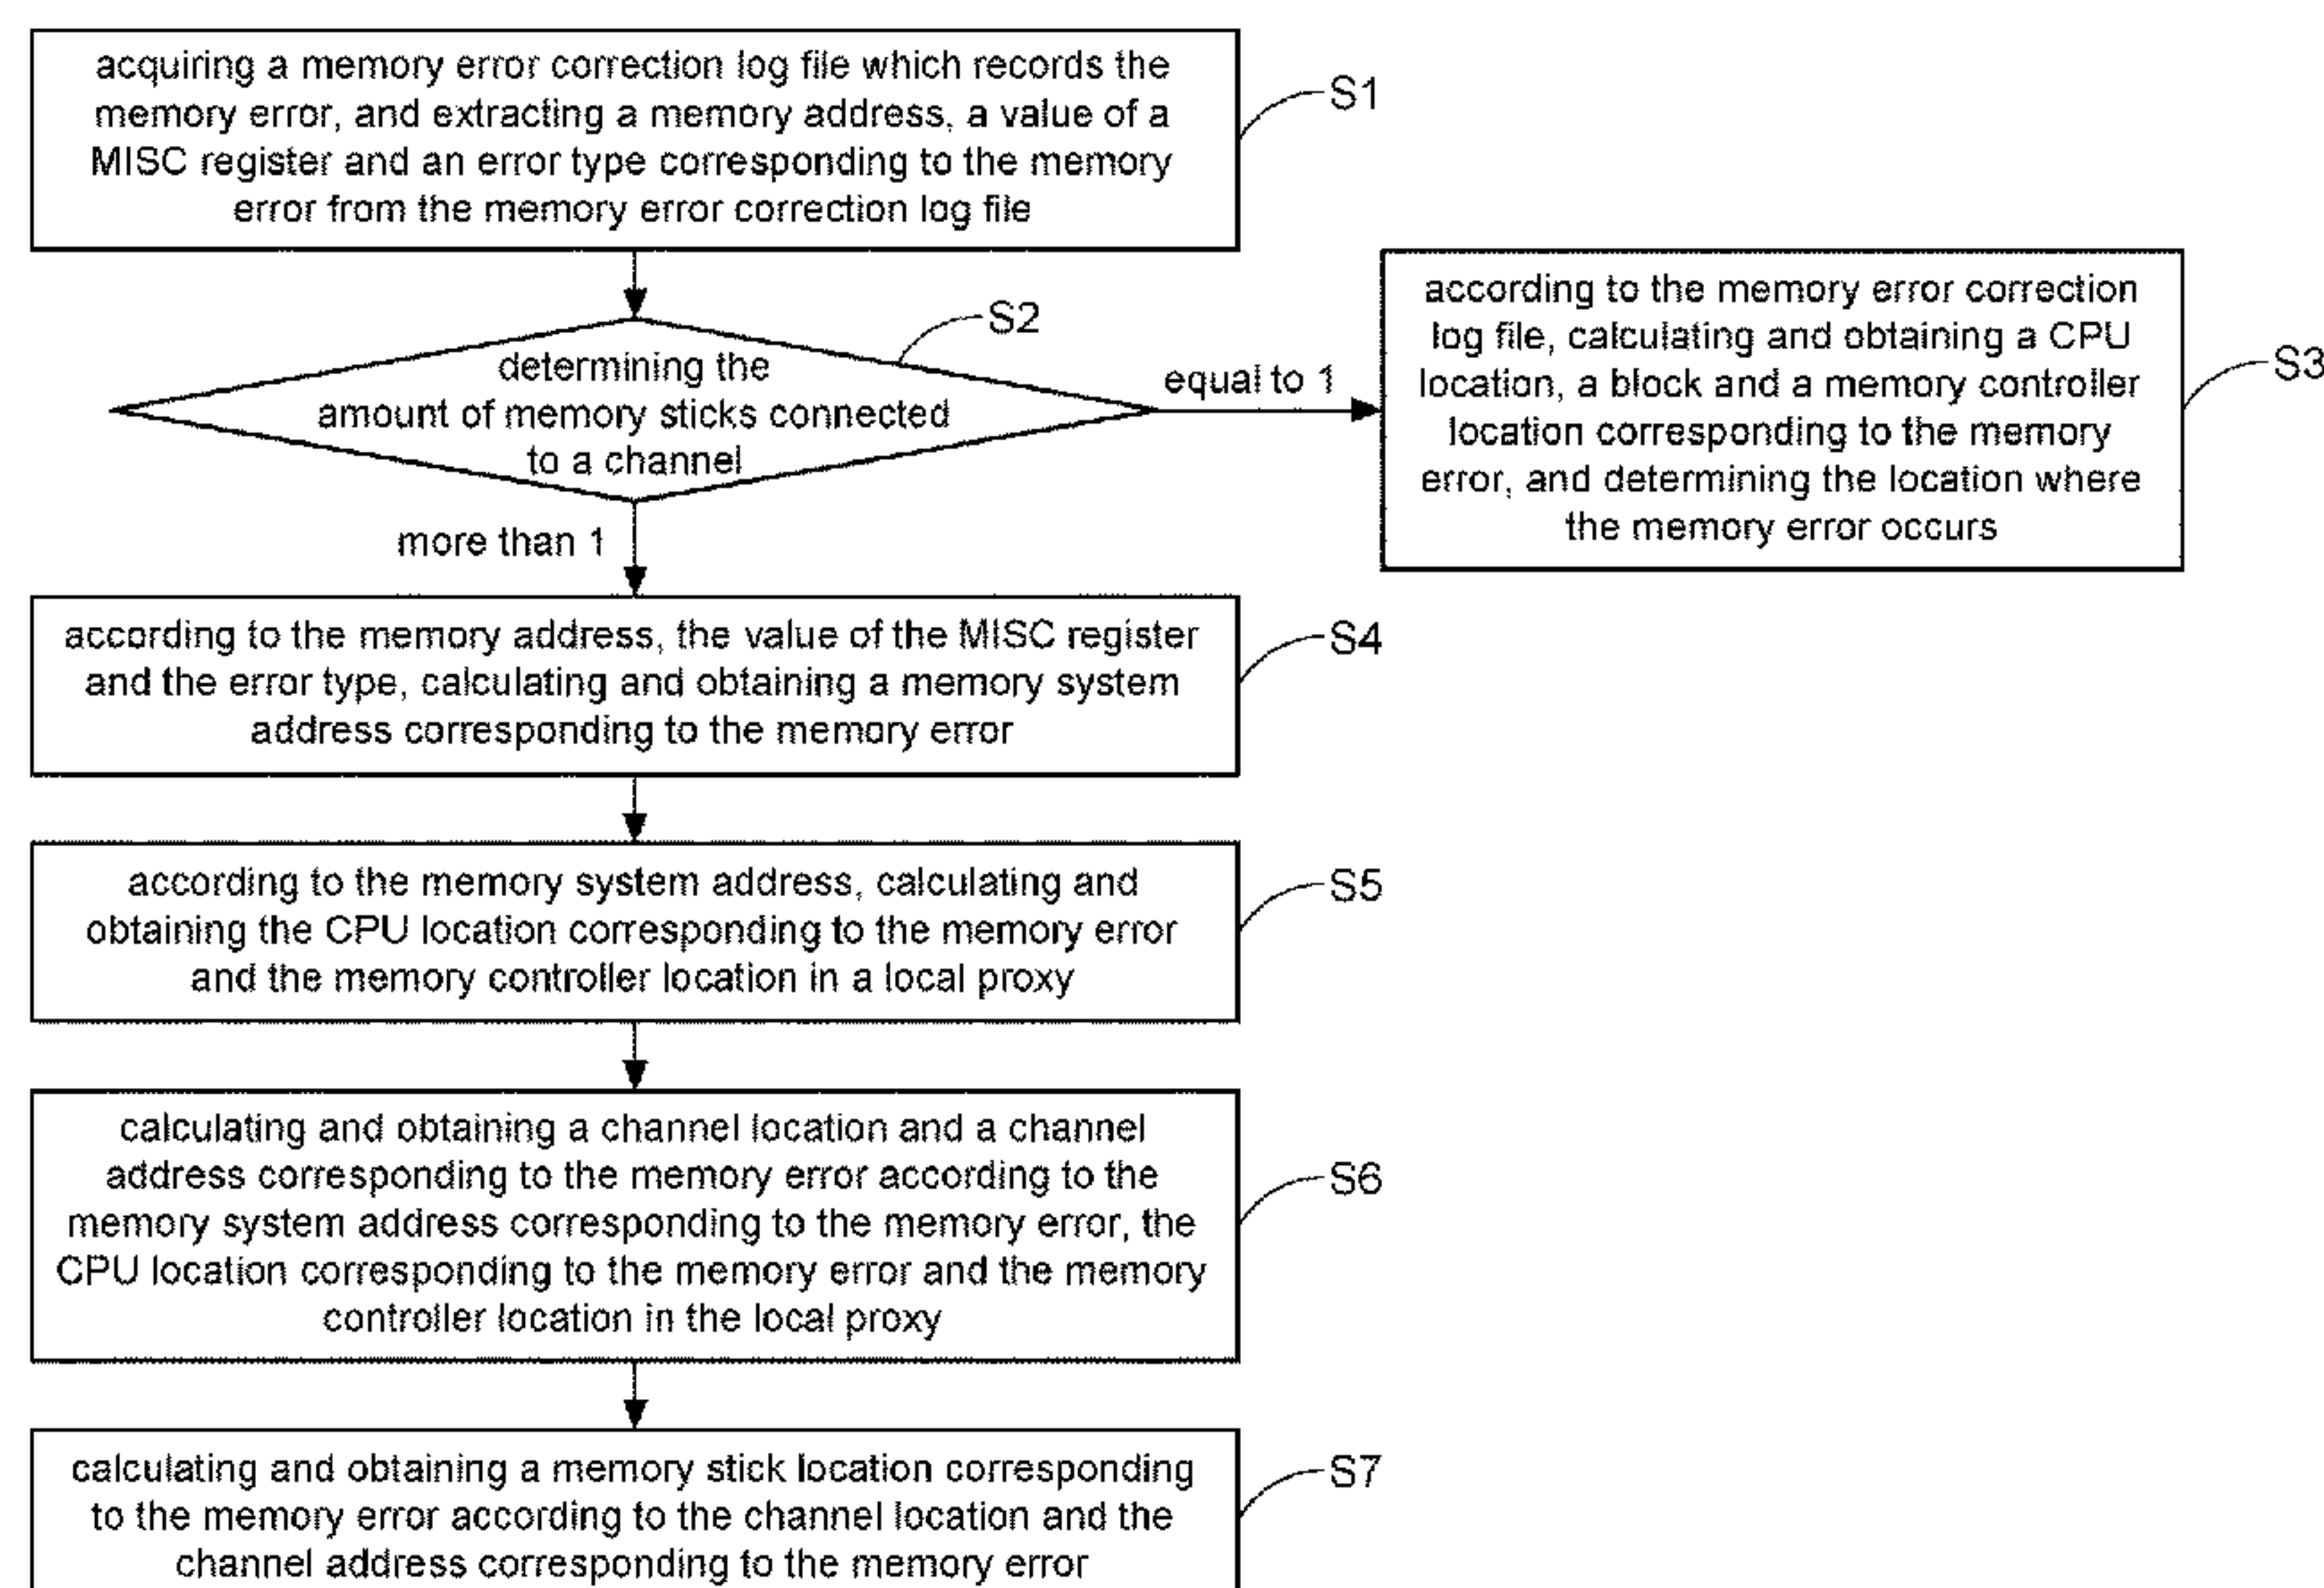 acquiring a memory error correction log file which records the
memory error, and extracting a memory address, a value of a
MISC register and an error type corresponding to the memory
error from the memory error correction log file
S1
determining the
amount of memory sticks connected
to a channel
S2
equal to 1
according to the memory error correction
log file, calculating and obtaining a CPU
location, a block and a memory controller
location corresponding to the memory
error, and determining the location where
the memory error occurs
S3
more than 1
according to the memory address, the value of the MISC register
and the error type, calculating and obtaining a memory system
address corresponding to the memory error
S4
according to the memory system address, calculating and
obtaining the CPU location corresponding to the memory error
and the memory controller location in a local proxy
S5
calculating and obtaining a channel location and a channel
address corresponding to the memory error according to the
memory system address corresponding to the memory error, the
CPU location corresponding to the memory error and the memory
controller location in the local proxy
S6
calculating and obtaining a memory stick location corresponding
to the memory error according to the channel location and the
channel address corresponding to the memory error
S7